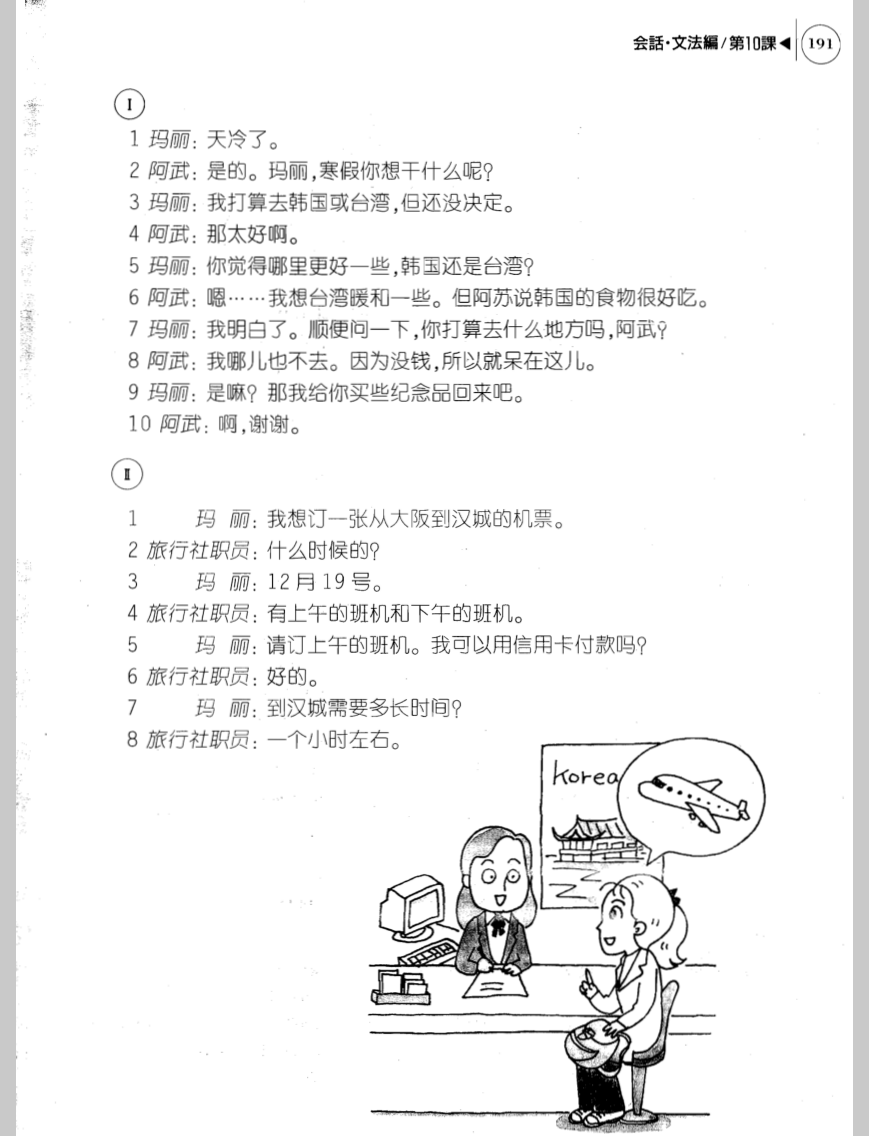 会話・文法編/第10課◀ 191
Ⅰ
1 玛丽：天冷了。
2 阿武：是的。玛丽,寒假你想干什么呢？
3 玛丽：我打算去韩国或台湾,但还没决定。
4 阿武：那太好啊。
5 玛丽：你觉得哪里更好一些,韩国还是台湾？
6 阿武：嗯……我想台湾暖和一些。但阿苏说韩国的食物很好吃。
7 玛丽：我明白了。顺便问一下,你打算去什么地方吗,阿武？
8 阿武：我哪儿也不去。因为没钱,所以就呆在这儿。
9 玛丽：是嘛？那我给你买些纪念品回来吧。
10 阿武：啊,谢谢。
Ⅱ
1 玛 丽：我想订一张从大阪到汉城的机票。
2 旅行社职员：什么时候的？
3 玛 丽：12月19号。
4 旅行社职员：有上午的班机和下午的班机。
5 玛 丽：请订上午的班机。我可以用信用卡付款吗？
6 旅行社职员：好的。
7 玛 丽：到汉城需要多长时间？
8 旅行社职员：一个小时左右。
Korea